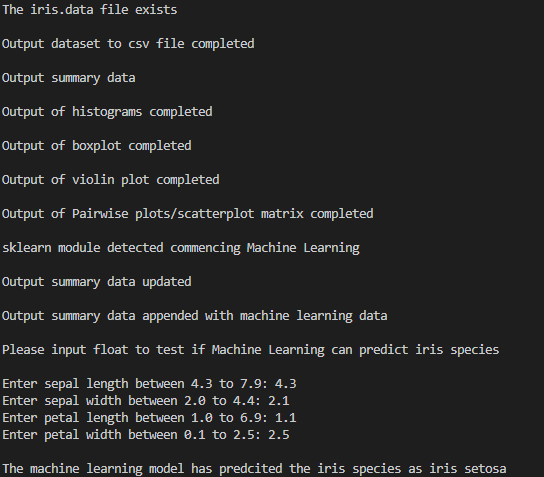 The iris.data file exists
Output dataset to csv file completed
Output summary data
Output of histograms completed
Output of boxplot completed
Output of violin plot completed
Output of Pairwise plots/scatterplot matrix completed
sklearn module detected commencing Machine Learning
Output summary data updated
Output summary data appended with machine learning data
Please input float to test if Machine Learning can predict iris species
Enter sepal length between 4.3 to 7.9: 4.3
Enter sepal width between 2.0 to 4.4: 2.1
Enter petal length between 1.0 to 6.9: 1.1
Enter petal width between 0.1 to 2.5: 2.5
The machine learning model has predcited the iris species as iris setosa